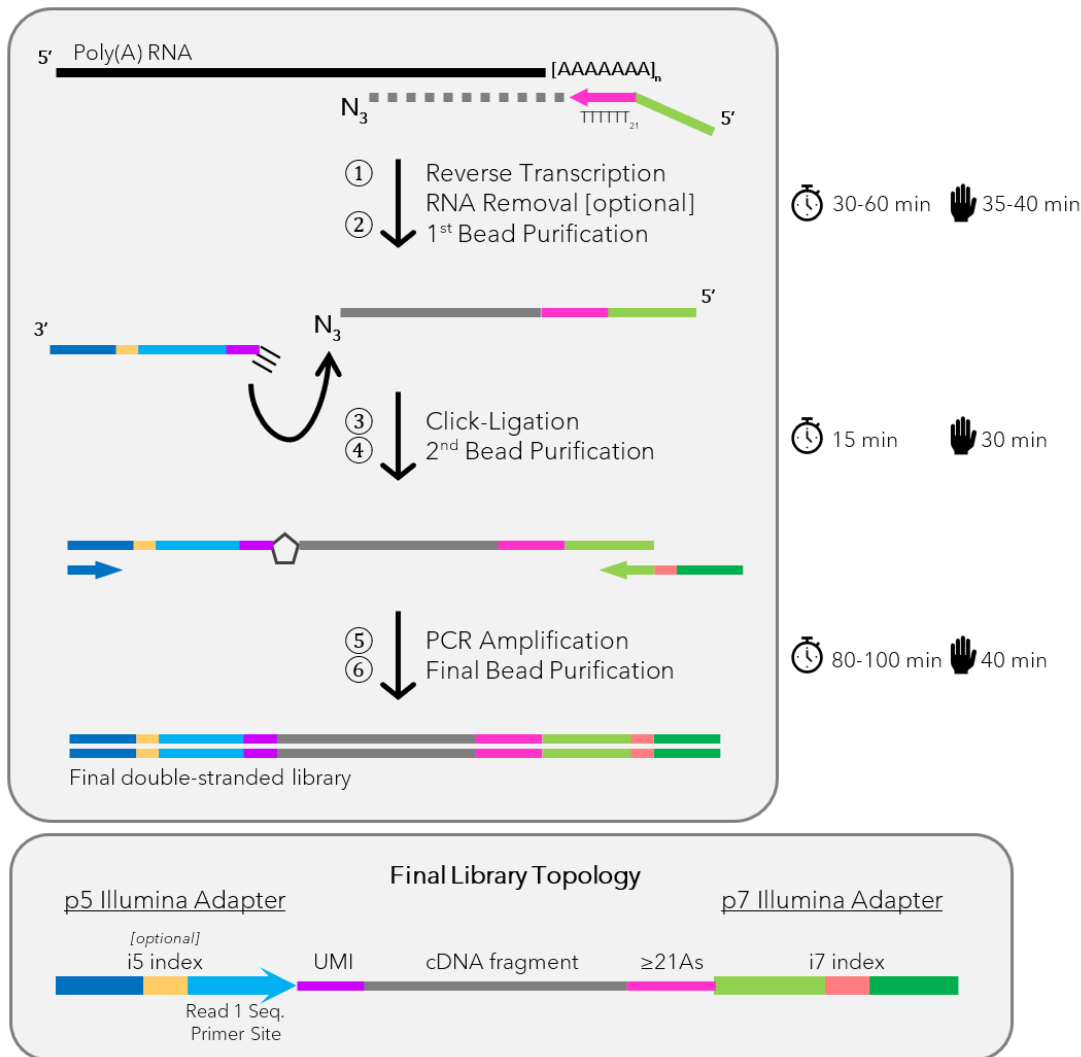 5’ Poly(A) RNA [AAAAAAA]n
N3 TTTTTT21 5’
① Reverse Transcription
RNA Removal [optional]
② 1st Bead Purification
30-60 min 35-40 min
5’
3’ N3
③ Click-Ligation
④ 2nd Bead Purification
15 min 30 min
⑤ PCR Amplification
⑥ Final Bead Purification
80-100 min 40 min
Final double-stranded library
Final Library Topology
p5 Illumina Adapter p7 Illumina Adapter
[optional]
i5 index UMI cDNA fragment ≥21As i7 index
Read 1 Seq.
Primer Site